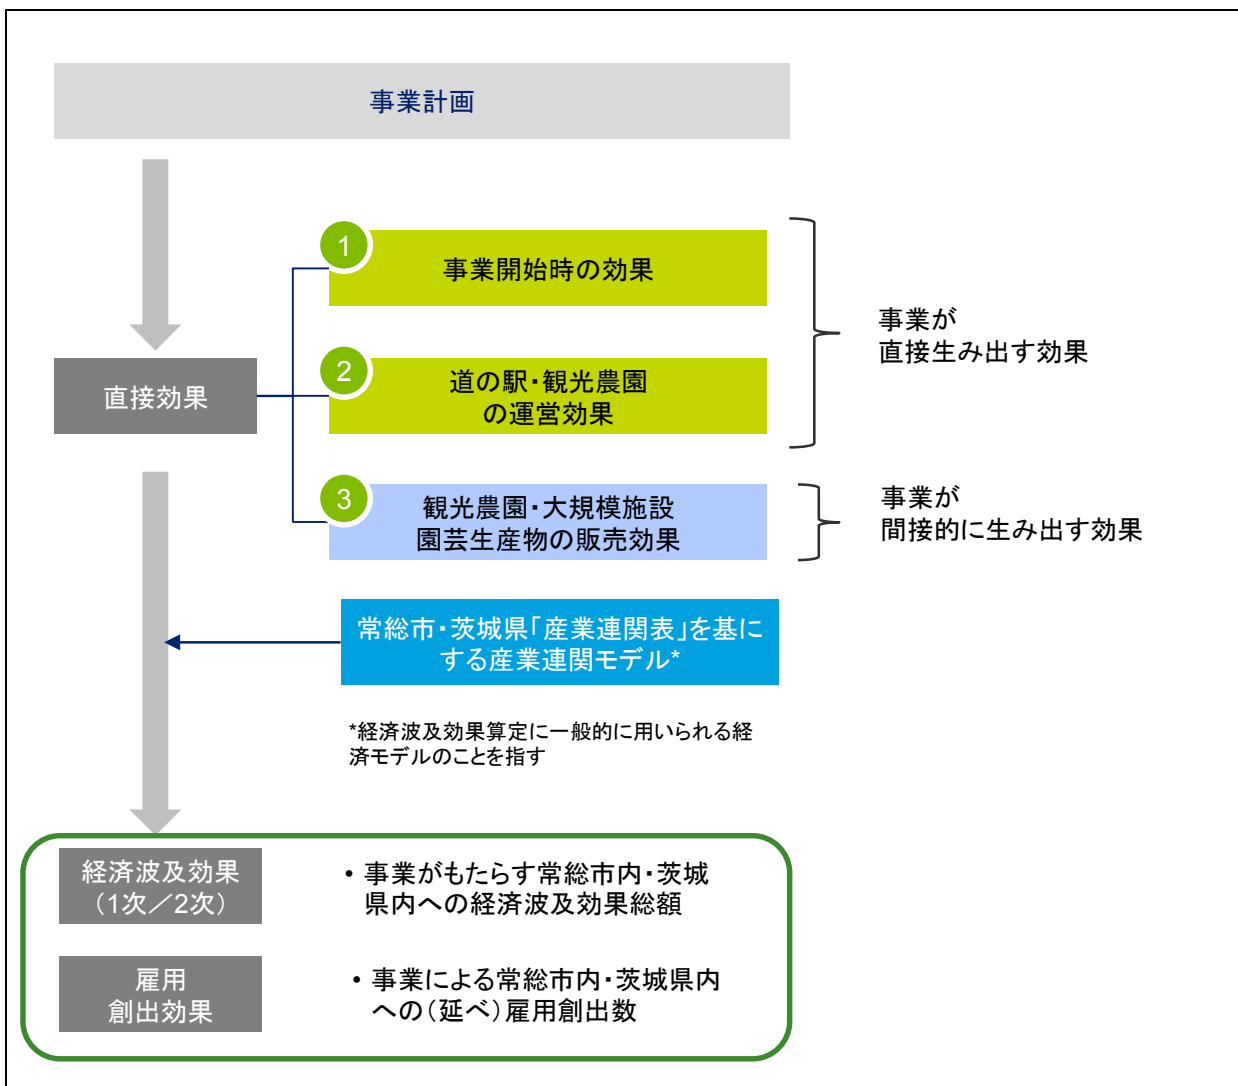 事業計画
1
事業開始時の効果
事業が
直接生み出す効果
直接効果
2
道の駅・観光農園
の運営効果
3
観光農園・大規模施設
園芸生産物の販売効果
事業が
間接的に生み出す効果
常総市・茨城県「産業連関表」を基に
する産業連関モデル*
*経済波及効果算定に一般的に用いられる経
済モデルのことを指す
経済波及効果
（1次／2次）
・事業がもたらす常総市内・茨城
県内への経済波及効果総額
雇用
創出効果
・事業による常総市内・茨城県内
への（延べ）雇用創出数